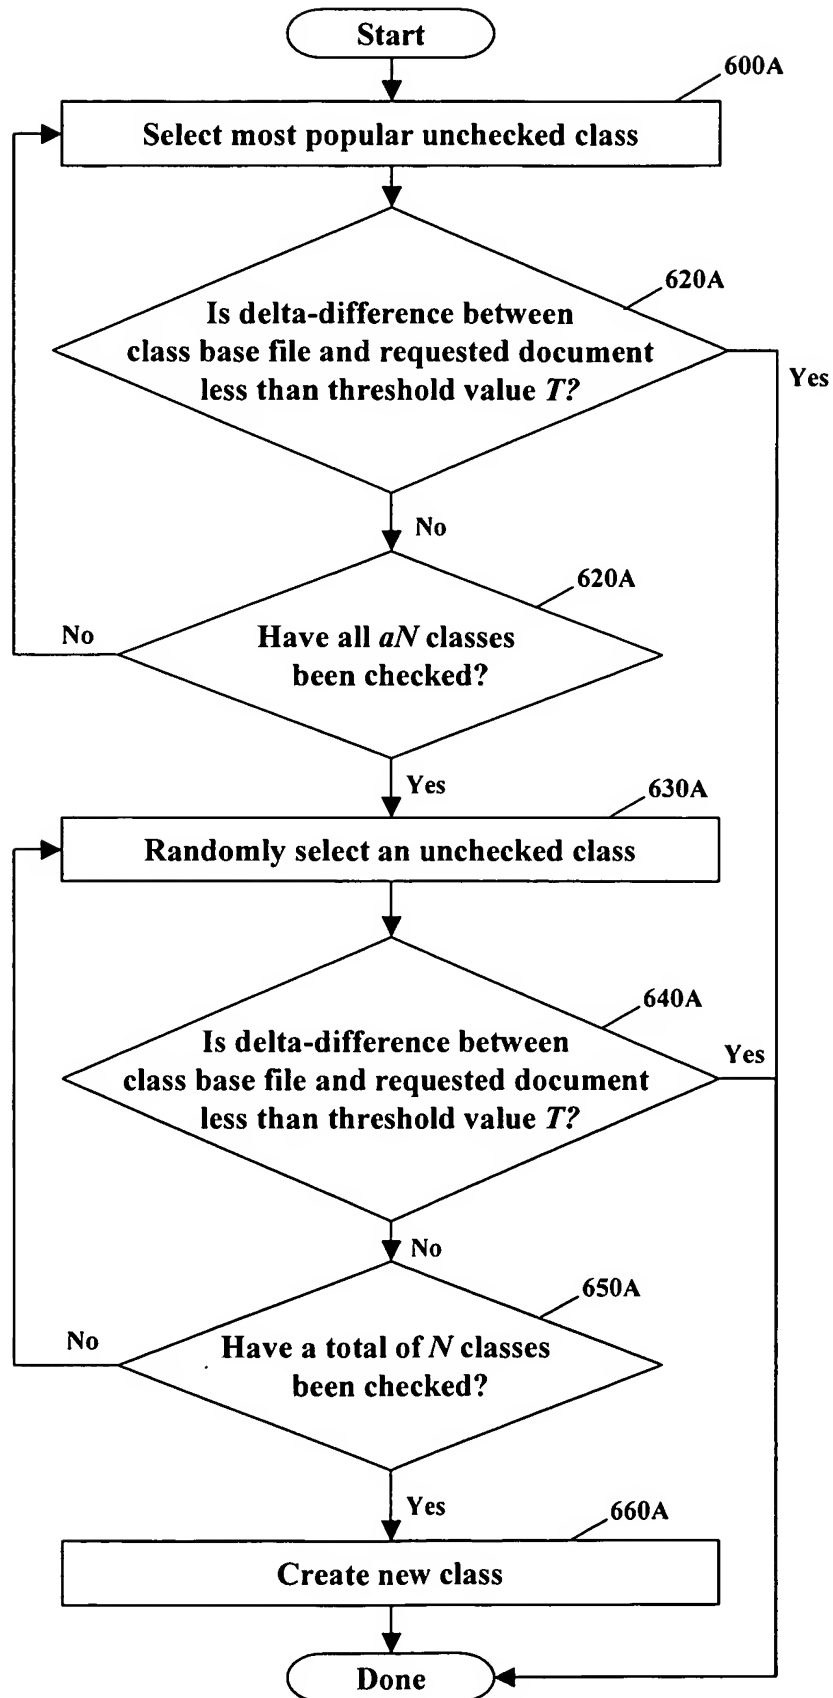 Start
600A
Select most popular unchecked class
620A
Is delta-difference between
class base file and requested document
less than threshold value T?
Yes
No
620A
Have all aN classes
been checked?
No
Yes
630A
Randomly select an unchecked class
640A
Is delta-difference between
class base file and requested document
less than threshold value T?
Yes
No
650A
Have a total of N classes
been checked?
No
Yes
660A
Create new class
Done